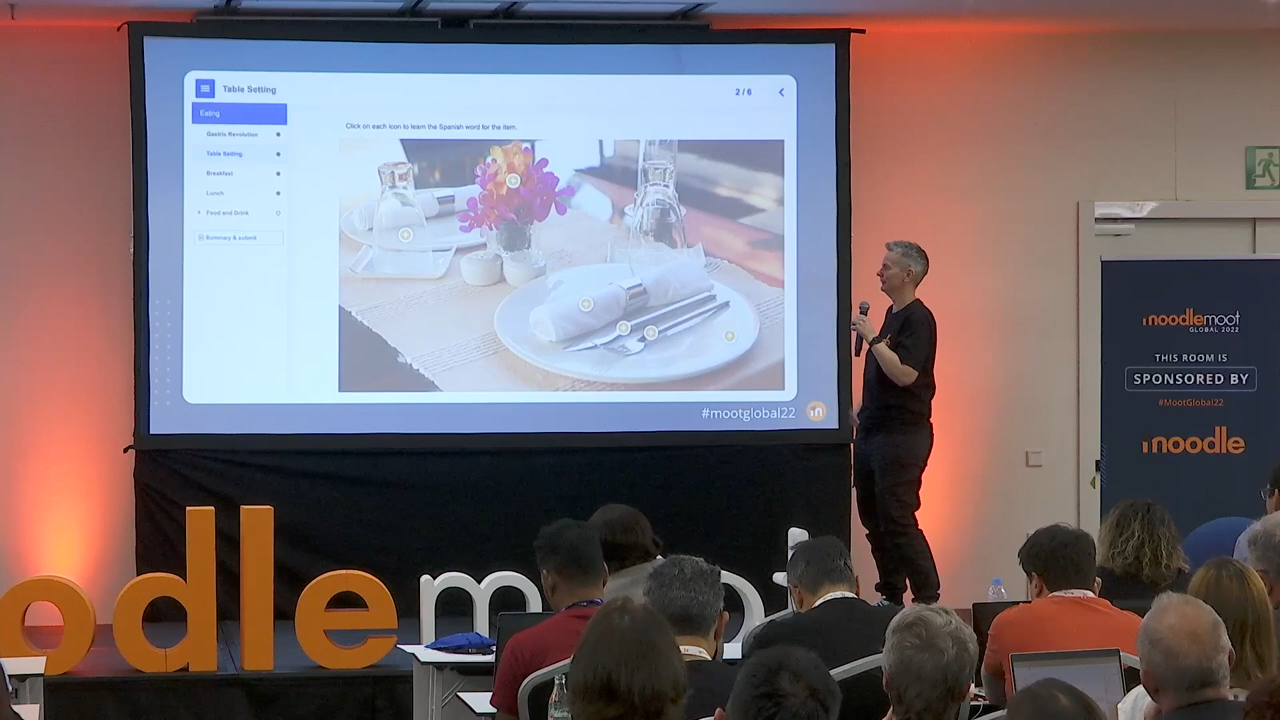 Table Setting
2 / 6
Eating
Gastris Revolution
Table Setting
Breakfast
Lunch
Food and Drink
Summary & submit
Click on each icon to learn the Spanish word for the item.
#mootglobal22
moodlemoot
GLOBAL 2022
THIS ROOM IS
SPONSORED BY
#MootGlobal22
moodle
odle m